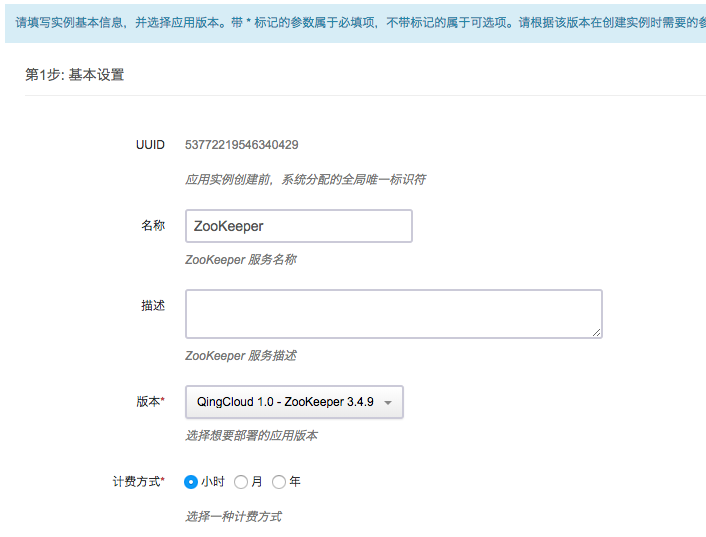 请填写实例基本信息，并选择应用版本。带 * 标记的参数属于必填项，不带标记的属于可选项。请根据该版本在创建实例时需要的参
第1步: 基本设置
UUID 53772219546340429
应用实例创建前，系统分配的全局唯一标识符
名称 ZooKeeper
ZooKeeper 服务名称
描述
ZooKeeper 服务描述
版本* QingCloud 1.0 - ZooKeeper 3.4.9
选择想要部署的应用版本
计费方式* 小时 月 年
选择一种计费方式